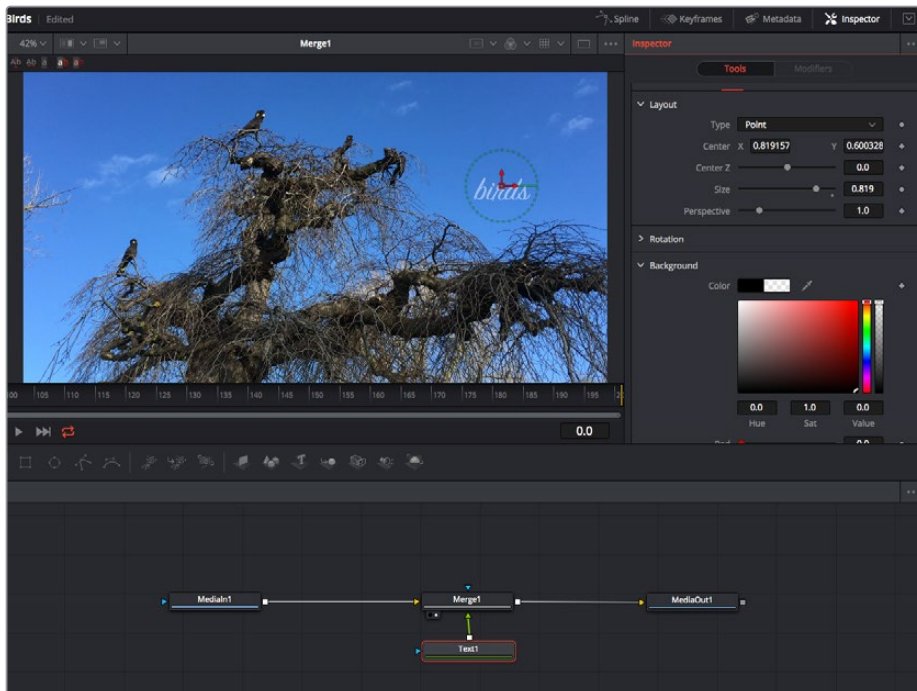 Birds Edited Spline Keyframes Metadata Inspector
42% Merge1 Inspector
Tools Modifiers
Layout
Type Point
Center X 0.819157 Y 0.600328
Center Z 0.0
Size 0.819
Perspective 1.0
Rotation
Background
Color
birds
100 105 110 115 120 125 130 135 140 145 150 155 160 165 170 175 180 185 190 195
0.0
0.0 1.0 0.0
Hue Sat Value
MediaIn1 Merge1 MediaOut1
Text1